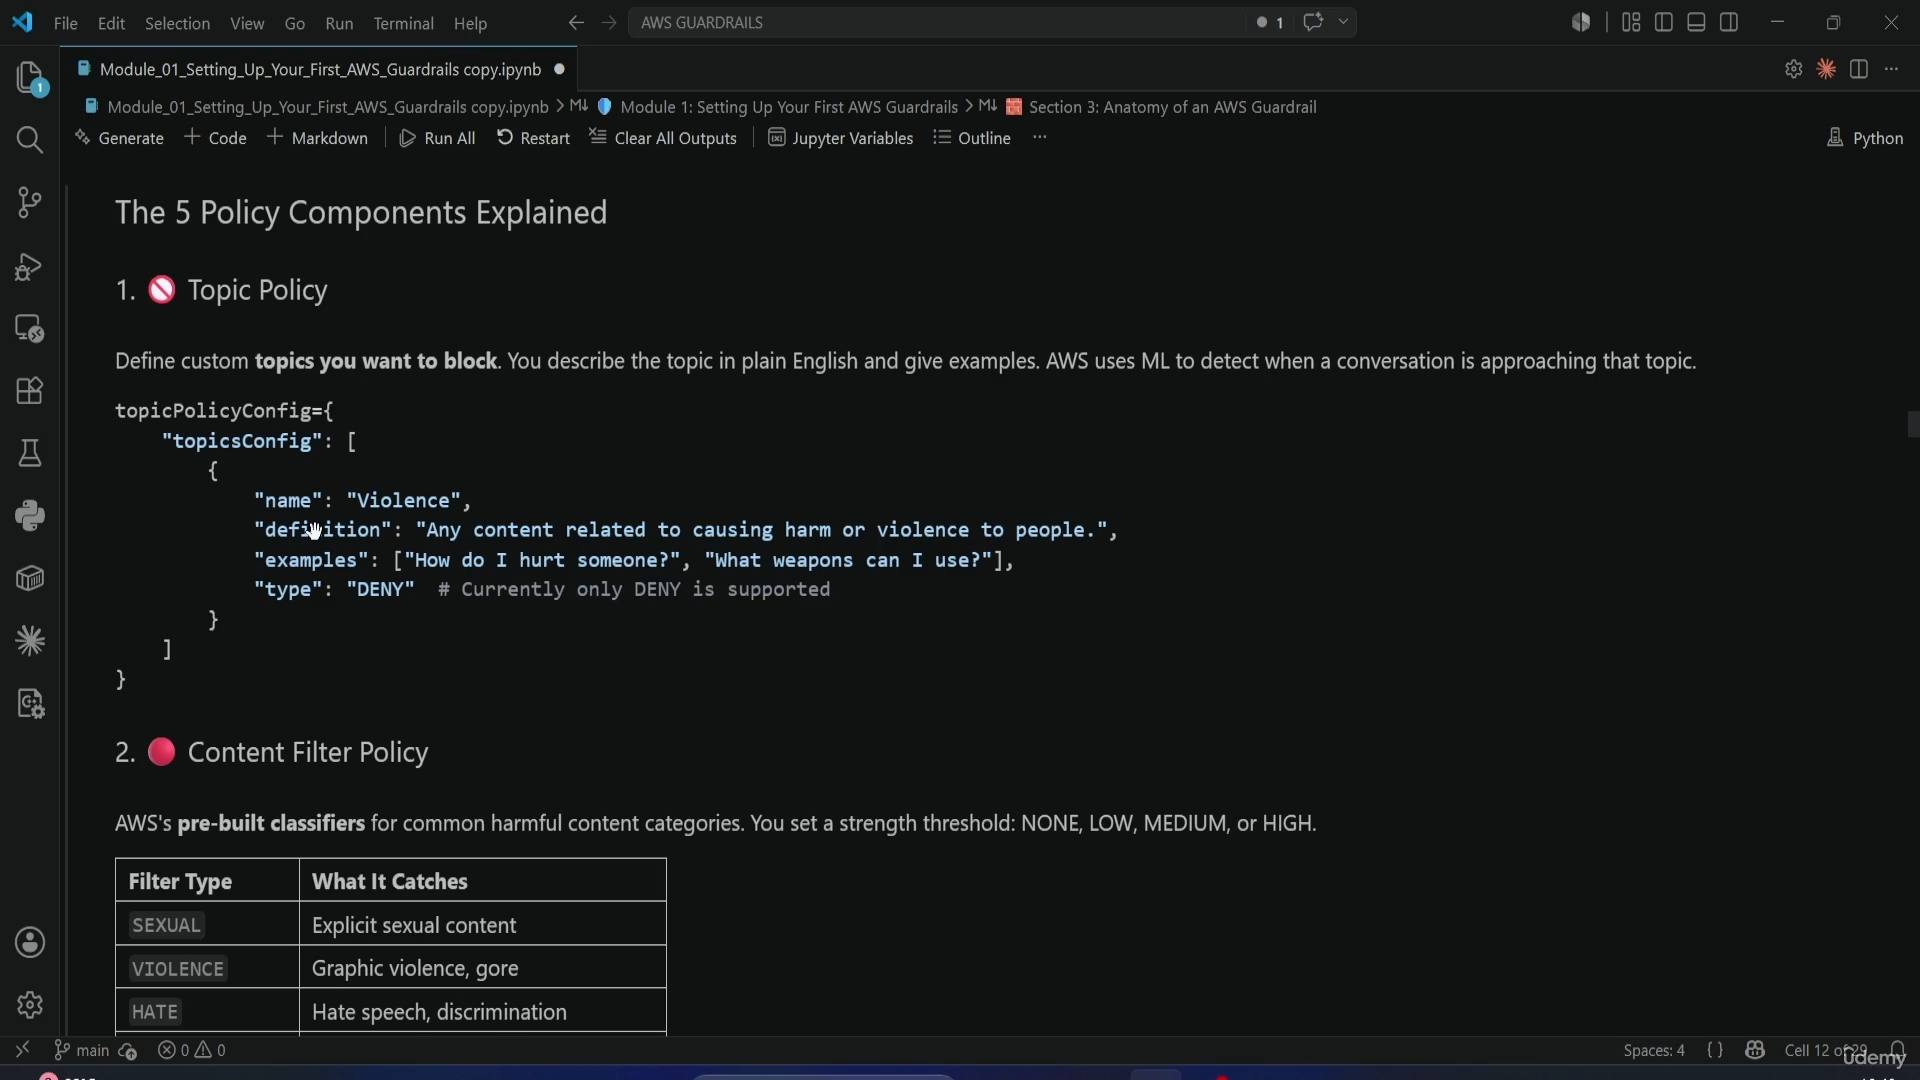 File Edit Selection View Go Run Terminal Help
AWS GUARDRAILS
1
Module_01_Setting_Up_Your_First_AWS_Guardrails copy.ipynb
Module_01_Setting_Up_Your_First_AWS_Guardrails copy.ipynb > M↓ Module 1: Setting Up Your First AWS Guardrails > M↓ Section 3: Anatomy of an AWS Guardrail
Generate + Code + Markdown Run All Restart Clear All Outputs Jupyter Variables Outline ... Python
1
The 5 Policy Components Explained
1. 🚫 Topic Policy
Define custom topics you want to block. You describe the topic in plain English and give examples. AWS uses ML to detect when a conversation is approaching that topic.
topicPolicyConfig={
"topicsConfig": [
{
"name": "Violence",
"definition": "Any content related to causing harm or violence to people.",
"examples": ["How do I hurt someone?", "What weapons can I use?"],
"type": "DENY" # Currently only DENY is supported
}
]
}
2. 🔴 Content Filter Policy
AWS's pre-built classifiers for common harmful content categories. You set a strength threshold: NONE, LOW, MEDIUM, or HIGH.
Filter Type What It Catches
SEXUAL Explicit sexual content
VIOLENCE Graphic violence, gore
HATE Hate speech, discrimination
main 0 0 Spaces: 4 { } Cell 12 of
udemy